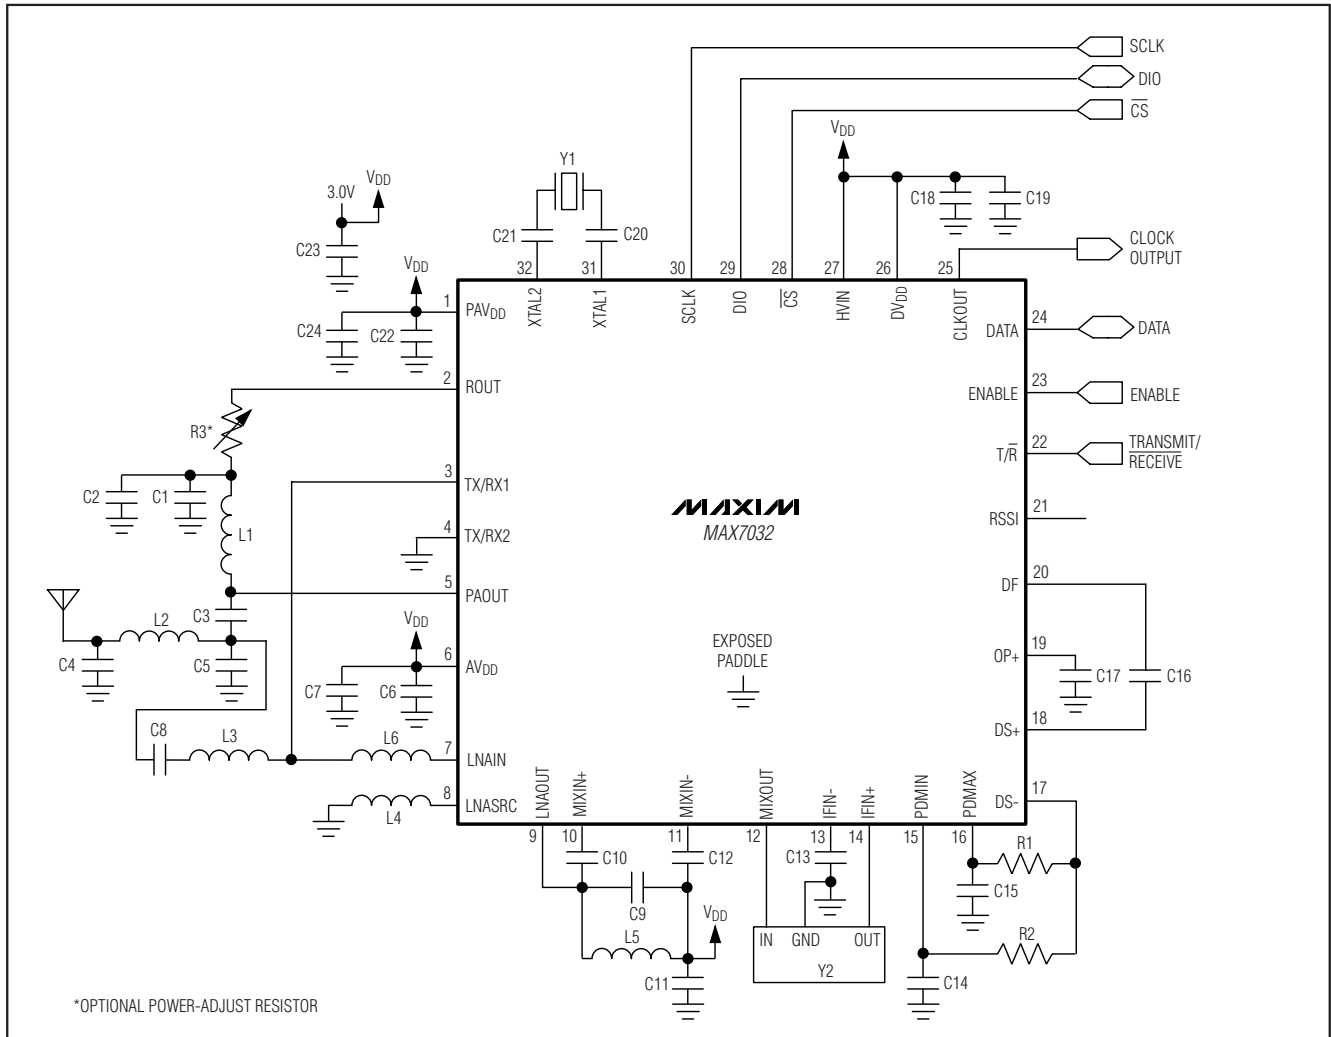 SCLK
DIO
C̅S̅
VDD
Y1
3.0V
VDD
C18
C19
C21
C20
C23
CLOCK
OUTPUT
VDD
32
31
30
29
28
27
26
25
XTAL2
XTAL1
SCLK
DIO
C̅S̅
HVIN
DVDD
CLKOUT
1
PAVDD
C24
C22
24
DATA
DATA
2
ROUT
23
ENABLE
ENABLE
R3*
22
T/R̅
TRANSMIT/
R̅E̅C̅E̅I̅V̅E̅
3
TX/RX1
C2
C1
MAXIM
MAX7032
21
RSSI
4
TX/RX2
L1
5
PAOUT
20
DF
C3
L2
VDD
EXPOSED
PADDLE
19
OP+
C4
C5
6
AVDD
C17
C16
C7
C6
18
DS+
C8
L3
L6
7
LNAIN
8
LNASRC
L4
17
DS-
LNAOUT
MIXIN+
MIXIN-
MIXOUT
IFIN-
IFIN+
PDMIN
PDMAX
9
10
11
12
13
14
15
16
R1
C10
C12
C13
C15
C9
VDD
L5
IN
GND
OUT
R2
Y2
C11
C14
*OPTIONAL POWER-ADJUST RESISTOR